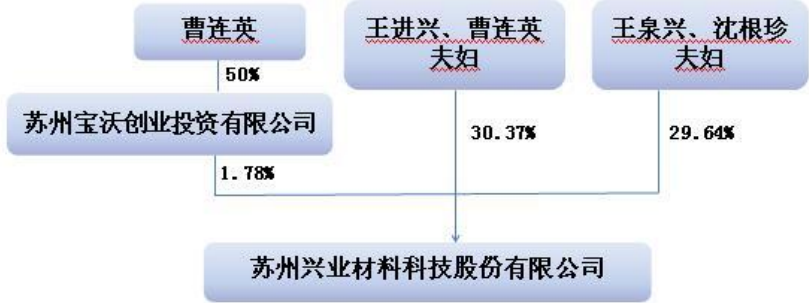 曹连英
王进兴、曹连英
夫妇
王泉兴、沈根珍
夫妇
50%
苏州宝沃创业投资有限公司
30.37%
29.64%
1.78%
苏州兴业材料科技股份有限公司